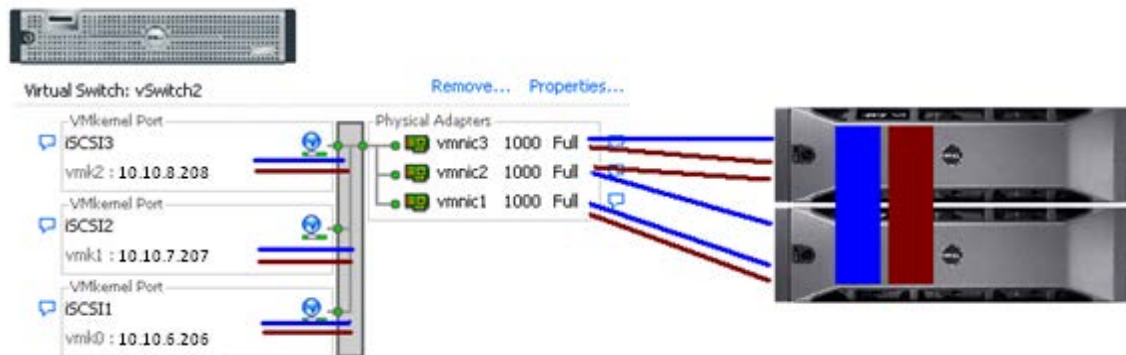 Virtual Switch: vSwitch2 Remove... Properties...
VMkernel Port Physical Adapters
iSCSI3 vmnic3 1000 Full
vmk2 : 10.10.8.208 vmnic2 1000 Full
vmnic1 1000 Full
VMkernel Port
iSCSI2
vmk1 : 10.10.7.207
VMkernel Port
iSCSI1
vmk0 : 10.10.6.206